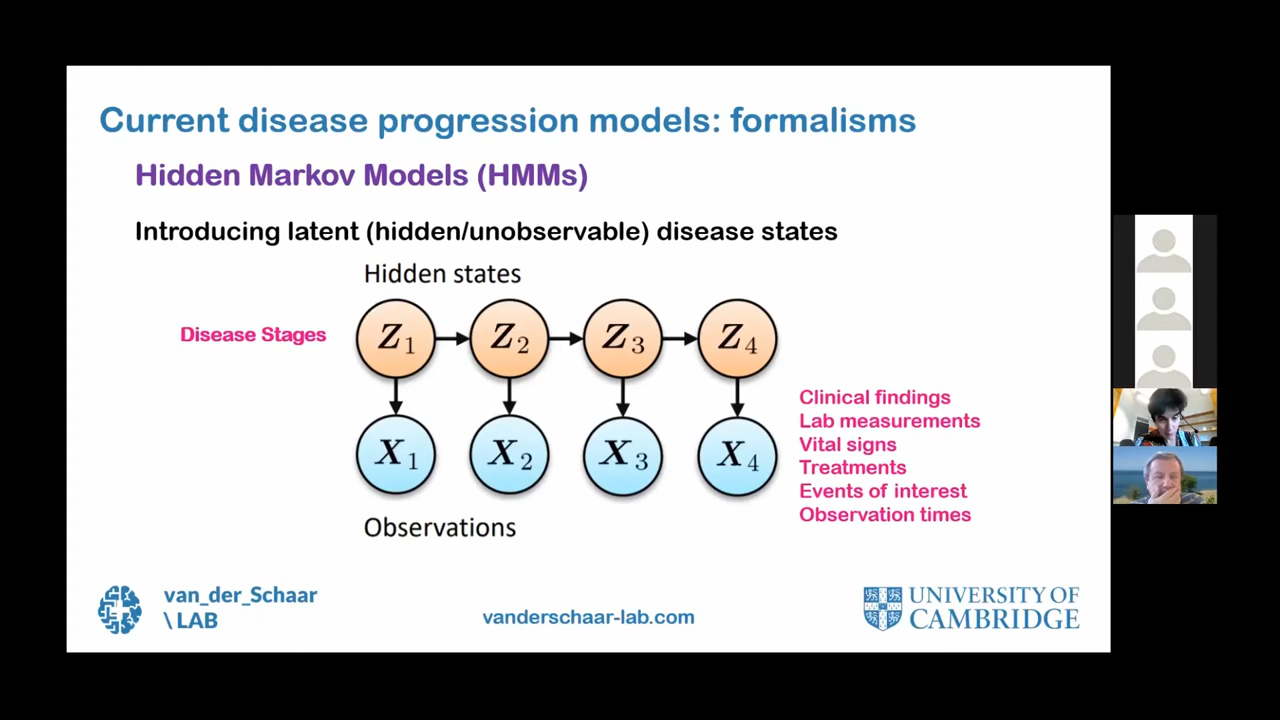 Current disease progression models: formalisms
Hidden Markov Models (HMMs)
Introducing latent (hidden/unobservable) disease states
Hidden states
Disease Stages
Z1 Z2 Z3 Z4
X1 X2 X3 X4
Clinical findings
Lab measurements
Vital signs
Treatments
Events of interest
Observation times
Observations
van_der_Schaar
\ LAB
vanderschaar-lab.com
UNIVERSITY OF
CAMBRIDGE